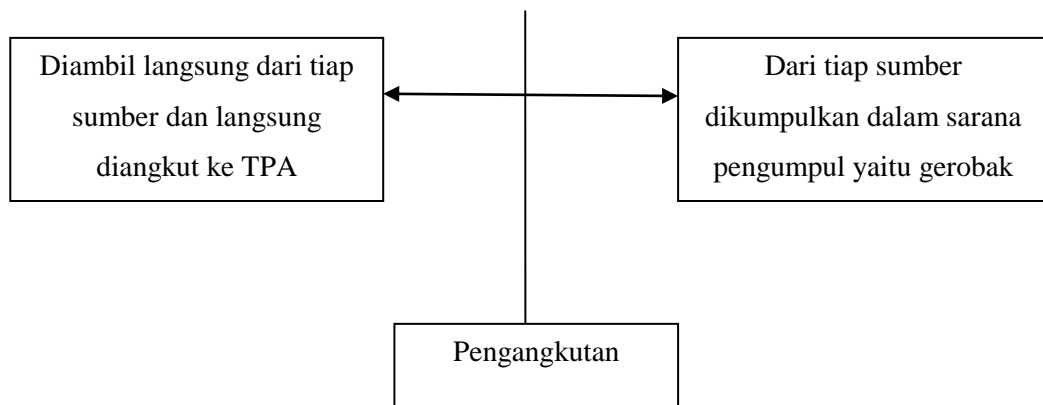 Diambil langsung dari tiap
sumber dan langsung
diangkut ke TPA
Dari tiap sumber
dikumpulkan dalam sarana
pengumpul yaitu gerobak
Pengangkutan